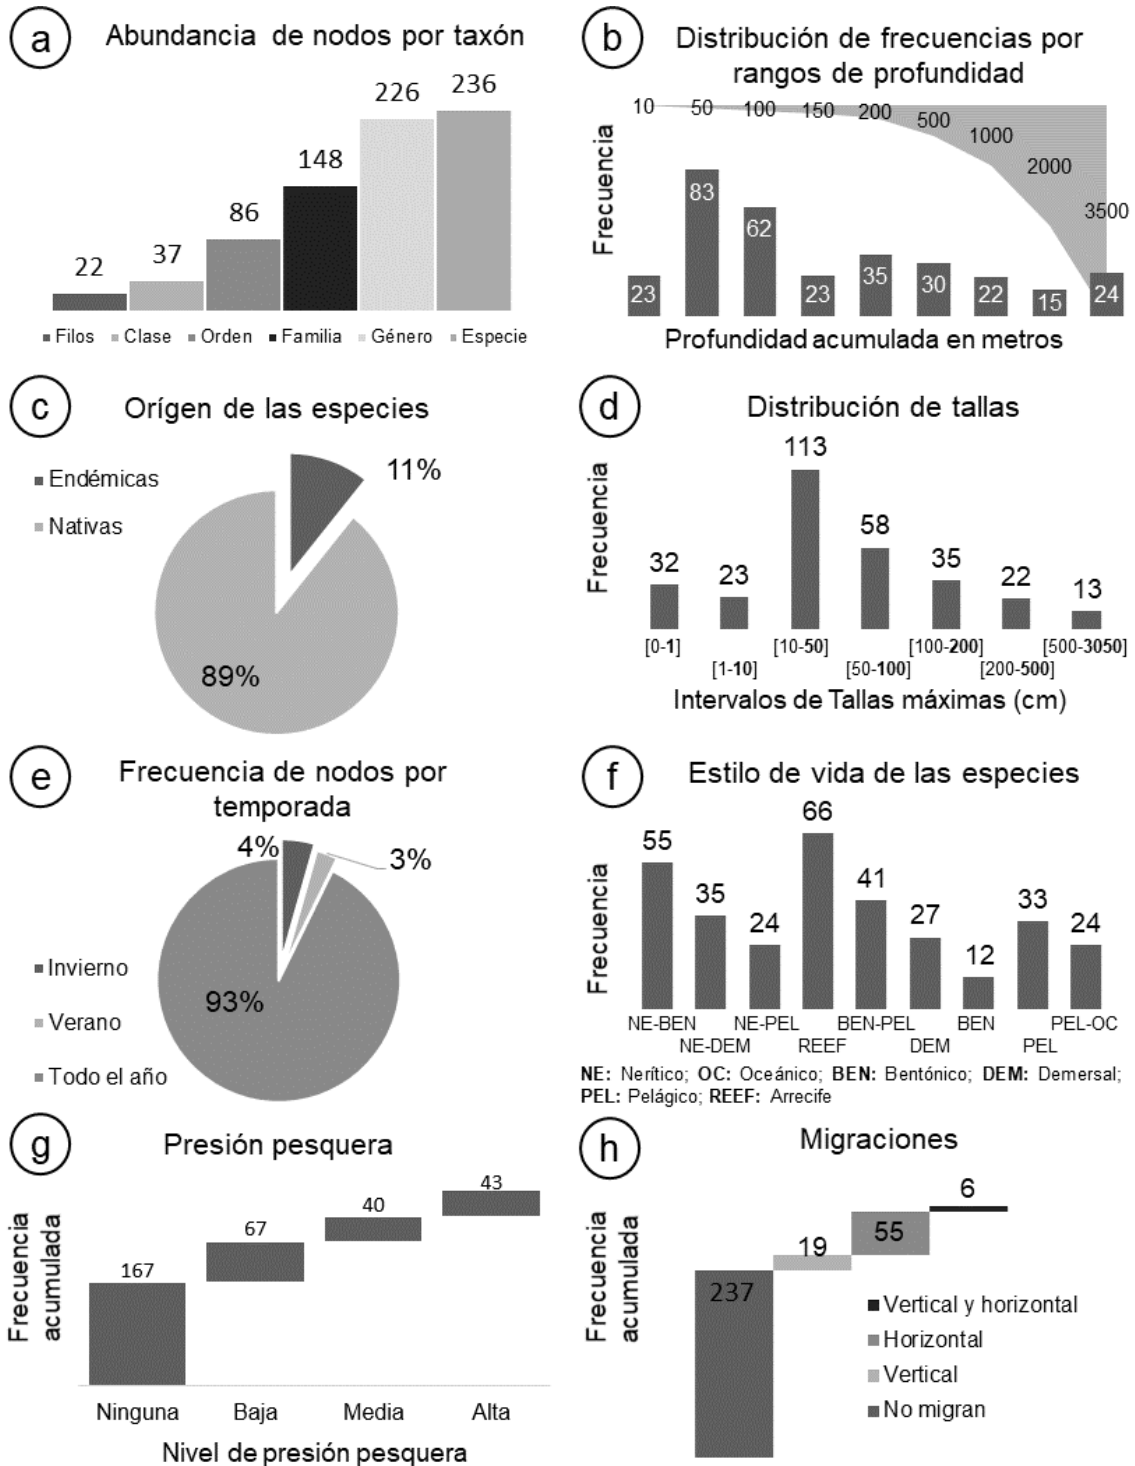 a
Abundancia de nodos por taxón
22
37
86
148
226
236
Filos
Clase
Orden
Familia
Género
Especie
b
Distribución de frecuencias por
rangos de profundidad
Frecuencia
10
50
100
150
200
500
1000
2000
3500
23
83
62
23
35
30
22
15
24
Profundidad acumulada en metros
c
Orígen de las especies
Endémicas
Nativas
11%
89%
d
Distribución de tallas
Frecuencia
32
23
113
58
35
22
13
[0-1]
[1-10]
[10-50]
[50-100]
[100-200]
[200-500]
[500-3050]
Intervalos de Tallas máximas (cm)
e
Frecuencia de nodos por
temporada
4%
3%
93%
Invierno
Verano
Todo el año
f
Estilo de vida de las especies
Frecuencia
55
35
24
66
41
27
12
33
24
NE-BEN
NE-DEM
NE-PEL
REEF
BEN-PEL
DEM
BEN
PEL
PEL-OC
NE: Nerítico; OC: Oceánico; BEN: Bentónico; DEM: Demersal;
PEL: Pelágico; REEF: Arrecife
g
Presión pesquera
Frecuencia
acumulada
167
67
40
43
Ninguna
Baja
Media
Alta
Nivel de presión pesquera
h
Migraciones
Frecuencia
acumulada
237
19
55
6
Vertical y horizontal
Horizontal
Vertical
No migran